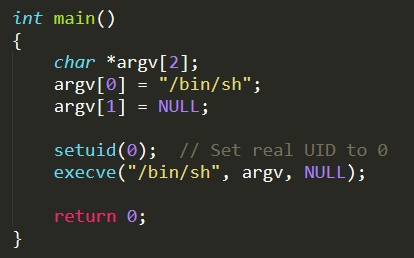 int main()
{
    char *argv[2];
    argv[0] = "/bin/sh";
    argv[1] = NULL;

    setuid(0);  // Set real UID to 0
    execve("/bin/sh", argv, NULL);

    return 0;
}